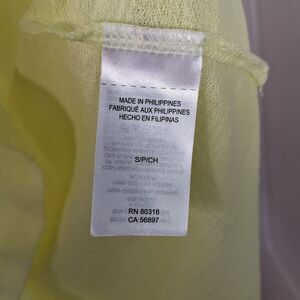 MADE IN PHILIPPINES
FABRIQUÉ AUX PHILIPPINES
HECHO EN FILIPINAS
S/P/CH
RN 80318
CA 56897